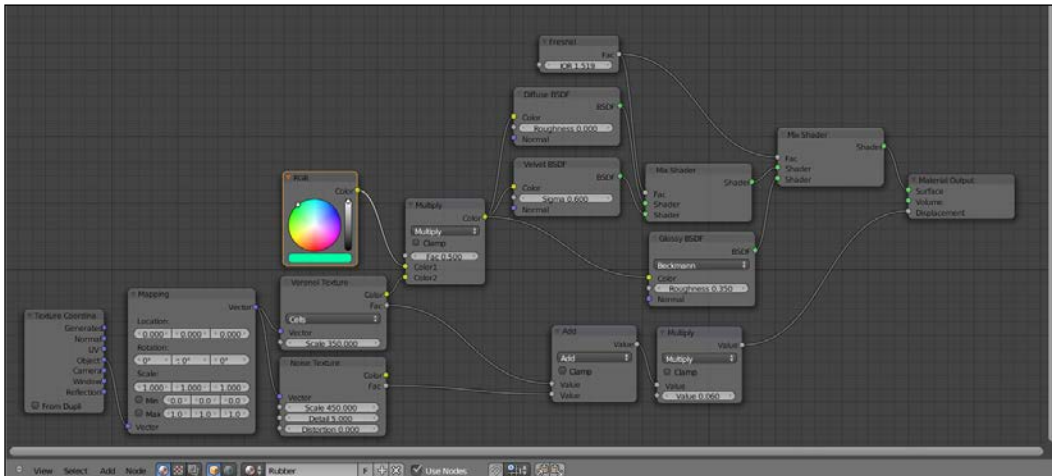 Fresnel
Fac
IOR 1.519
Diffuse BSDF
BSDF
Color
Roughness 0.000
Normal
Velvet BSDF
BSDF
Color
Sigma 0.600
Normal
Mix Shader
Shader
Fac
Shader
Shader
Mix Shader
Shader
Fac
Shader
Shader
Material Output
Surface
Volume
Displacement
RGB
Color
Multiply
Color
Multiply
Clamp
Fac 0.500
Color1
Color2
Glossy BSDF
BSDF
Beckmann
Color
Roughness 0.350
Normal
Voronoi Texture
Color
Fac
Cells
Vector
Scale 350.000
Mapping
Vector
Location:
0.000 0.000 0.000
Rotation:
0° 0° 0°
Scale:
1.000 1.000 1.000
Min 0.0 0.0 0.0
Max 1.0 1.0 1.0
Vector
Texture Coordina
Generated
Normal
UV
Object
Camera
Window
Reflection
From Dupli
Noise Texture
Color
Fac
Vector
Scale 450.000
Detail 5.000
Distortion 0.000
Add
Value
Add
Clamp
Value
Value
Multiply
Value
Multiply
Clamp
Value
Value 0.060
View Select Add Node Rubber F Use Nodes